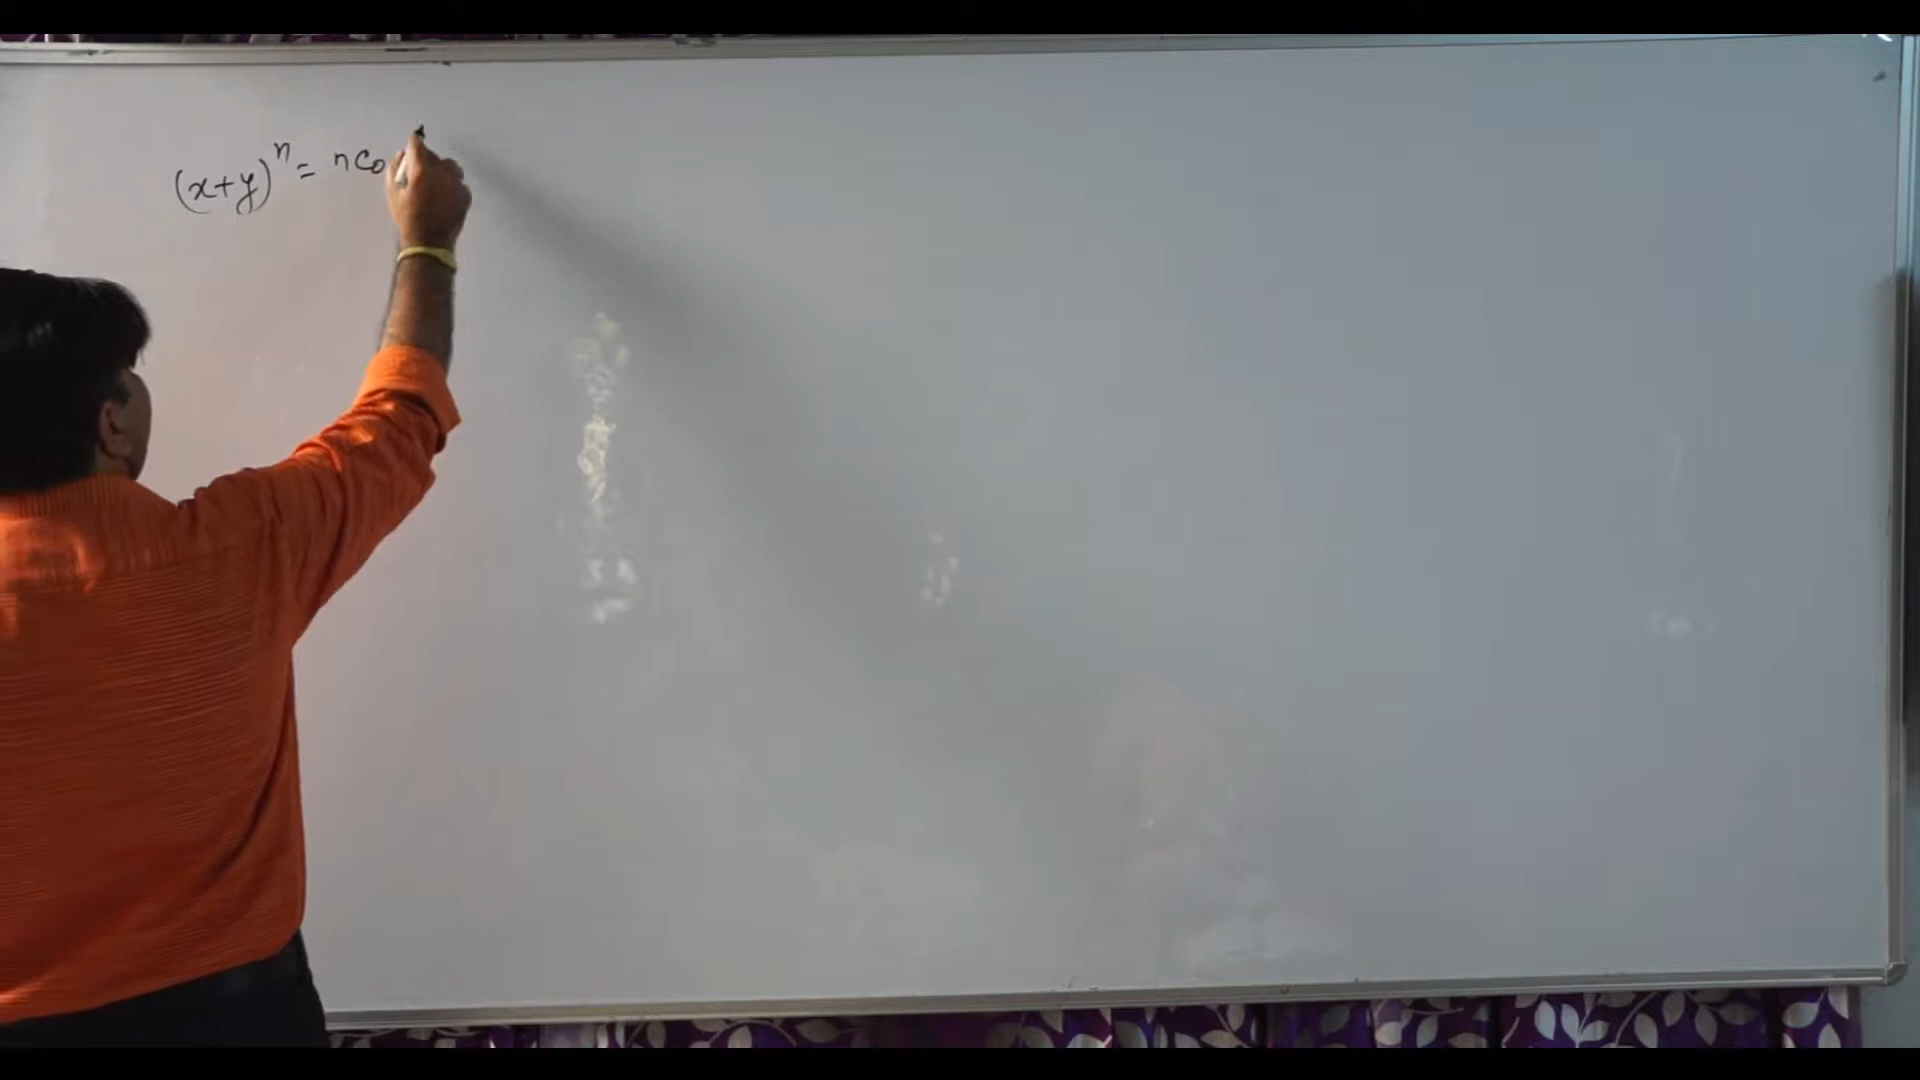 (x+y)^n = nC0